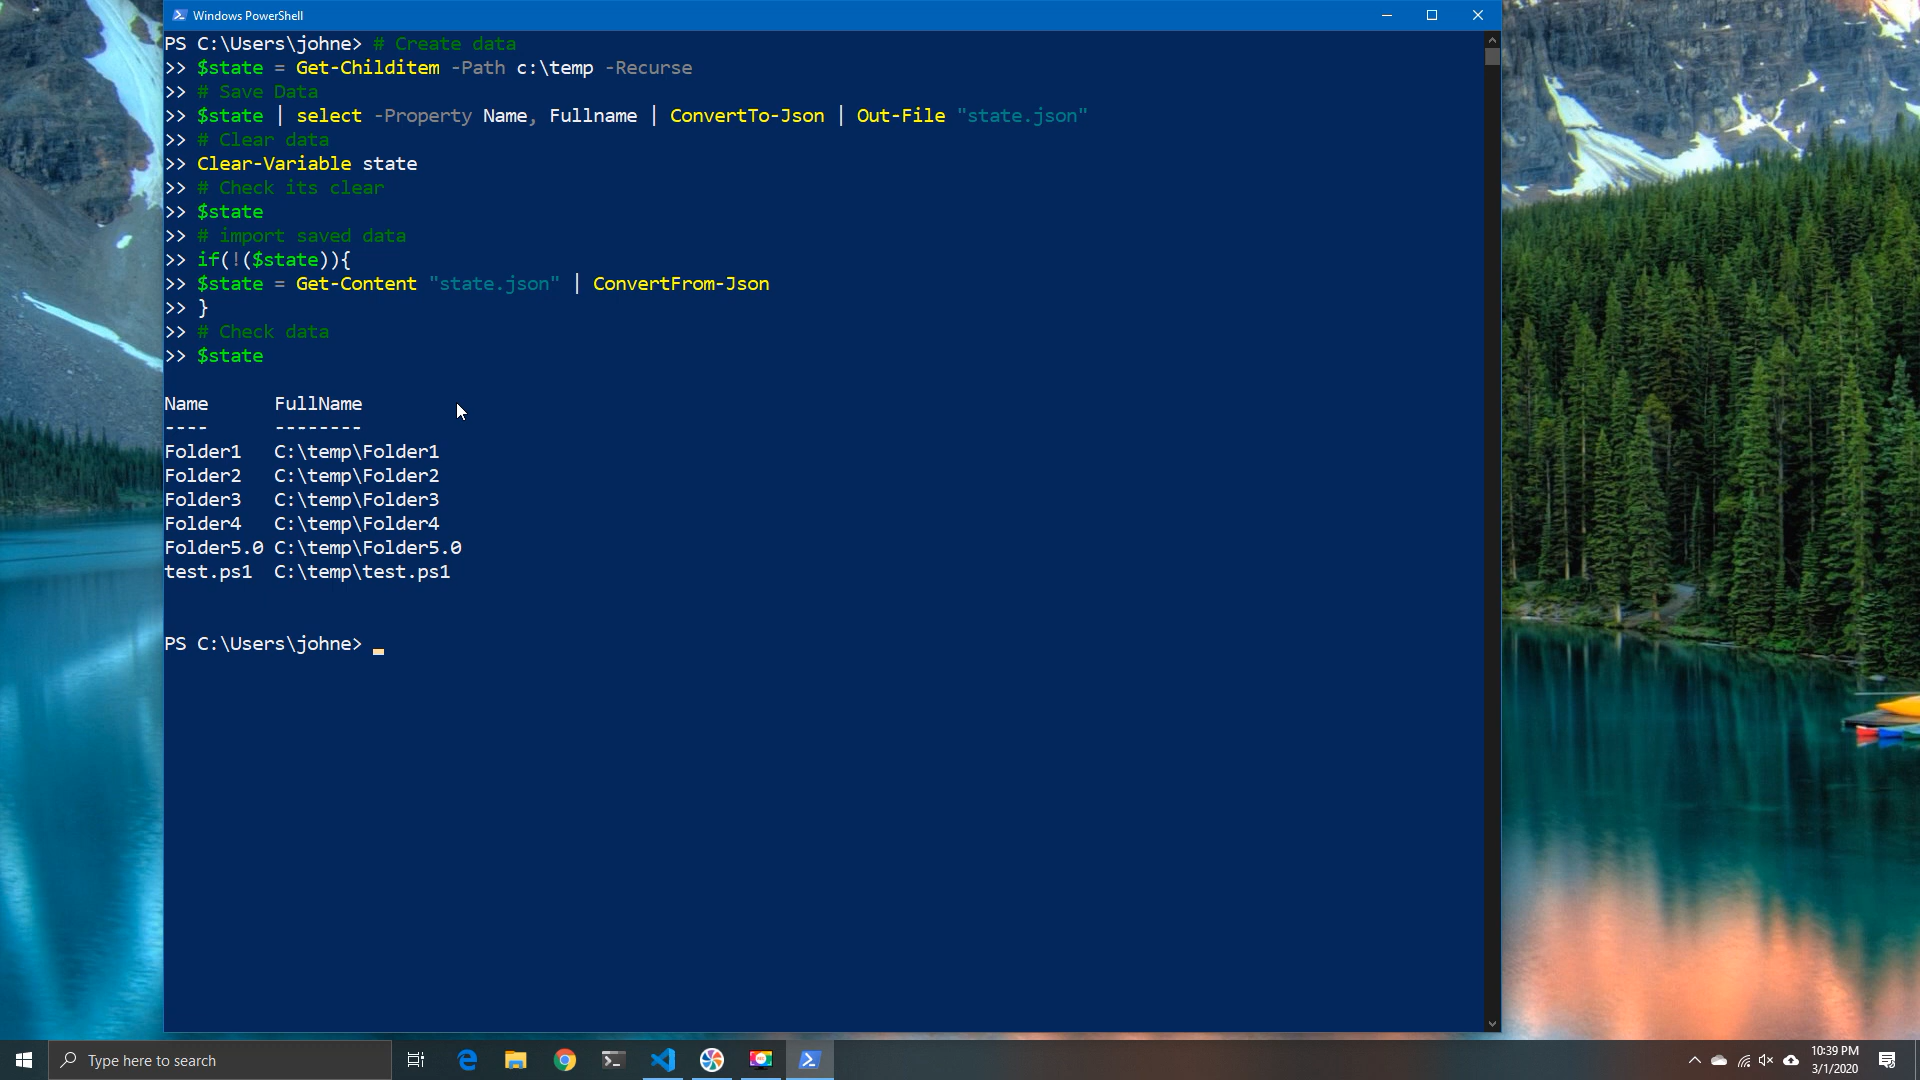 Windows PowerShell
PS C:\Users\johne> # Create data
>> $state = Get-Childitem -Path c:\temp -Recurse
>> # Save Data
>> $state | select -Property Name, Fullname | ConvertTo-Json | Out-File "state.json"
>> # Clear data
>> Clear-Variable state
>> # Check its clear
>> $state
>> # import saved data
>> if(!($state)){
>> $state = Get-Content "state.json" | ConvertFrom-Json
>> }
>> # Check data
>> $state
Name      FullName
----      --------
Folder1   C:\temp\Folder1
Folder2   C:\temp\Folder2
Folder3   C:\temp\Folder3
Folder4   C:\temp\Folder4
Folder5.0 C:\temp\Folder5.0
test.ps1  C:\temp\test.ps1
PS C:\Users\johne>
Type here to search
10:39 PM
3/1/2020